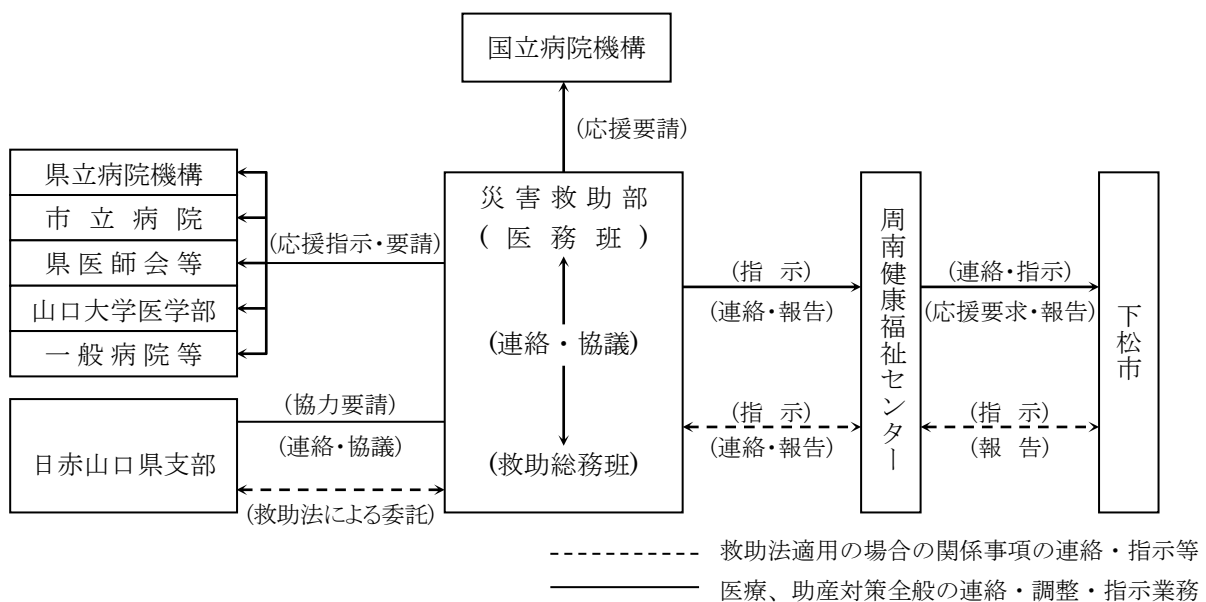 国立病院機構
(応援要請)
県立病院機構
市立病院
県医師会等
山口大学医学部
一般病院等
(応援指示・要請)
日赤山口県支部
(協力要請)
(連絡・協議)
(救助法による委託)
災害救助部
(医務班)
(連絡・協議)
(救助総務班)
(指示)
(連絡・報告)
(指示)
(連絡・報告)
周南健康福祉センター
(連絡・指示)
(応援要求・報告)
(指示)
(報告)
下松市
救助法適用の場合の関係事項の連絡・指示等
医療、助産対策全般の連絡・調整・指示業務